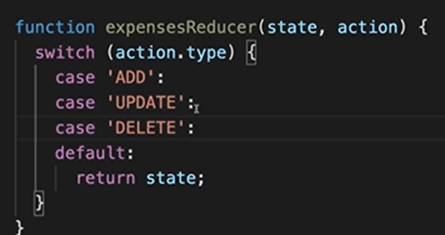 function expensesReducer(state, action) {
switch (action.type) {
case 'ADD':
case 'UPDATE':
case 'DELETE':
default:
return state;
}
}